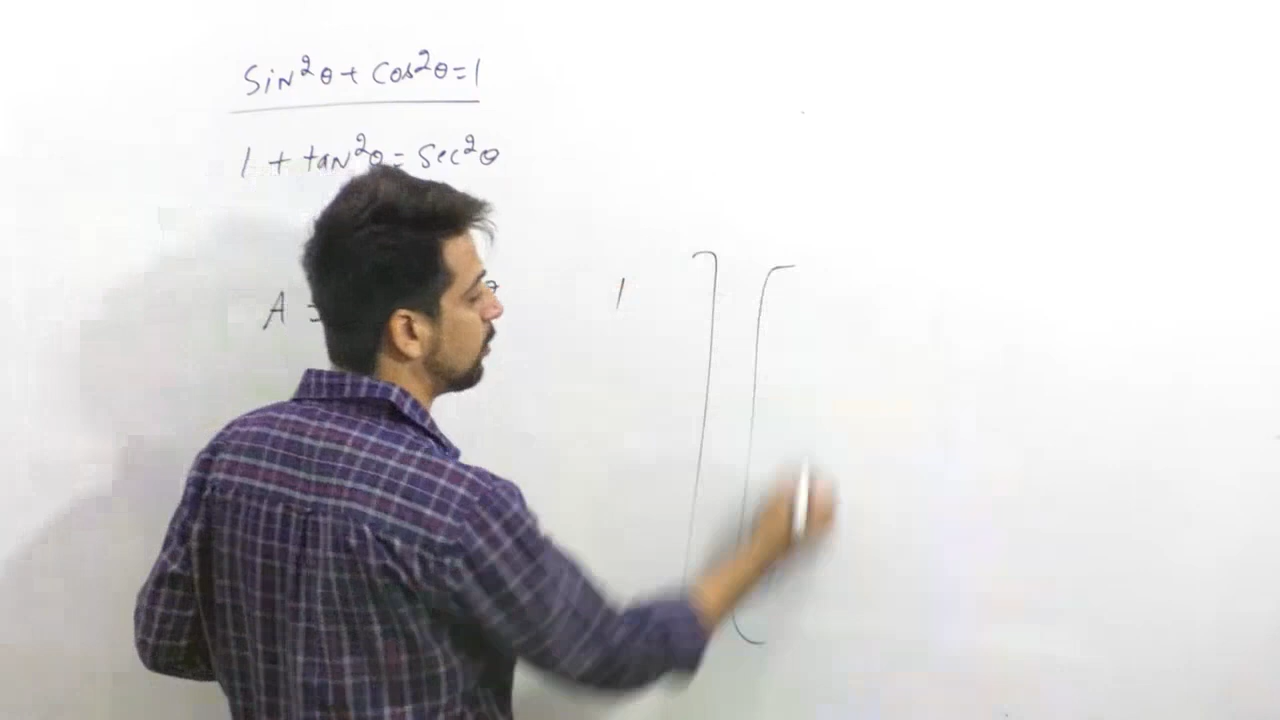 sin²θ + cos²θ = 1
1 + tan²θ = sec²θ
A = 1